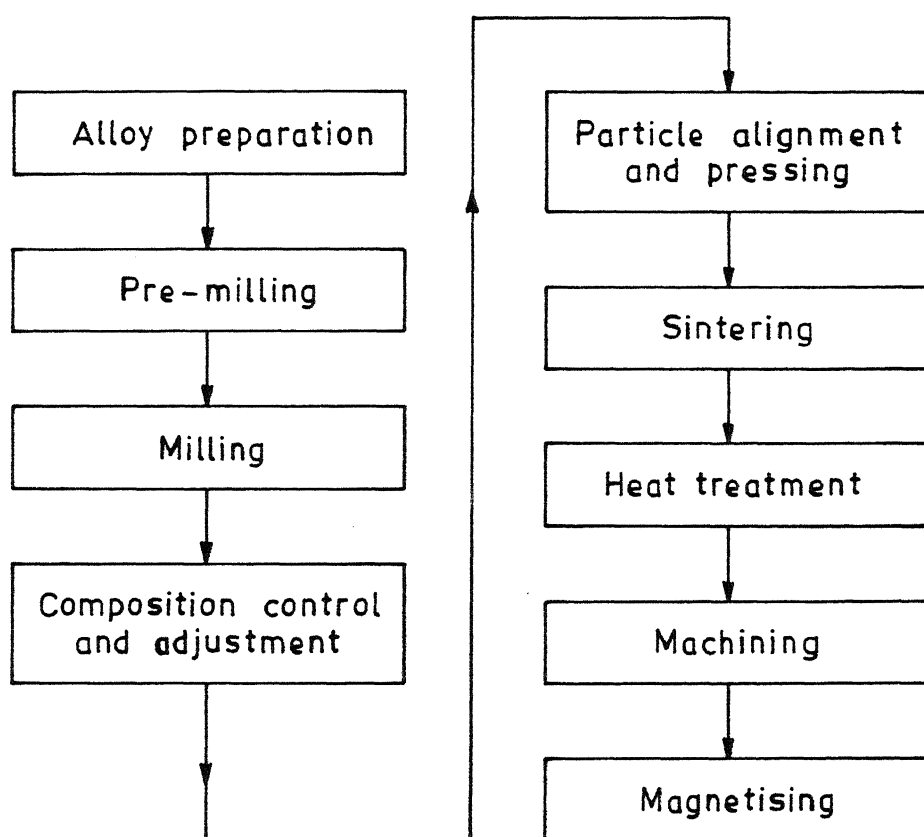 Alloy preparation
Pre-milling
Milling
Composition control
and adjustment
Particle alignment
and pressing
Sintering
Heat treatment
Machining
Magnetising